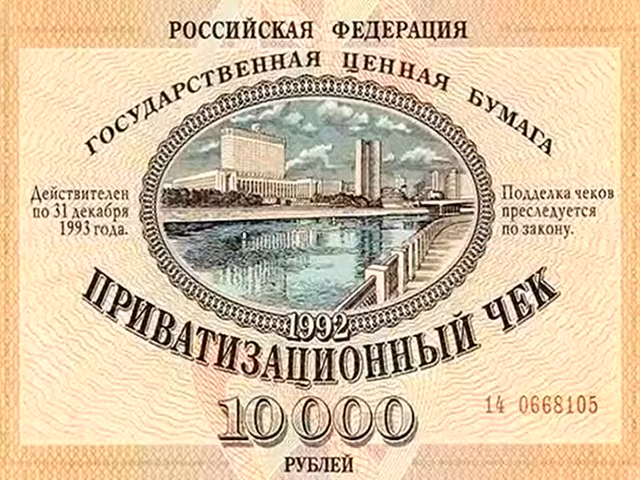 РОССИЙСКАЯ ФЕДЕРАЦИЯ
ГОСУДАРСТВЕННАЯ ЦЕННАЯ БУМАГА
Действителен
по 31 декабря
1993 года.
Подделка чеков
преследуется
по закону.
1992
ПРИВАТИЗАЦИОННЫЙ ЧЕК
14 0668105
10 000
РУБЛЕЙ